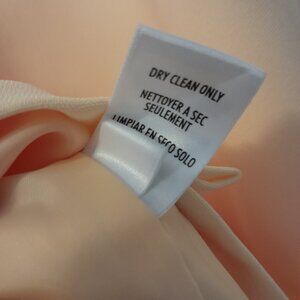 DRY CLEAN ONLY
NETTOYER A SEC
SEULEMENT
LIMPIAR EN SECO SOLO